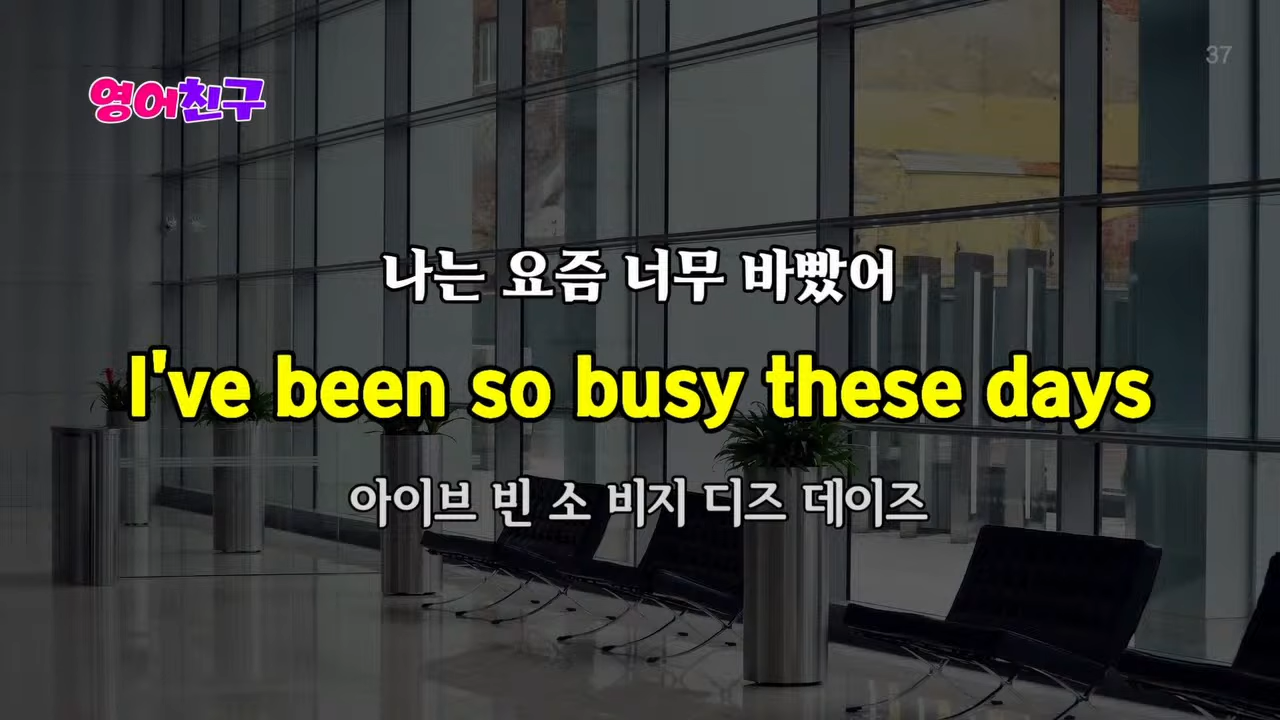 37
영어친구
나는 요즘 너무 바빴어
I've been so busy these days
아이브 빈 소 비지 디즈 데이즈